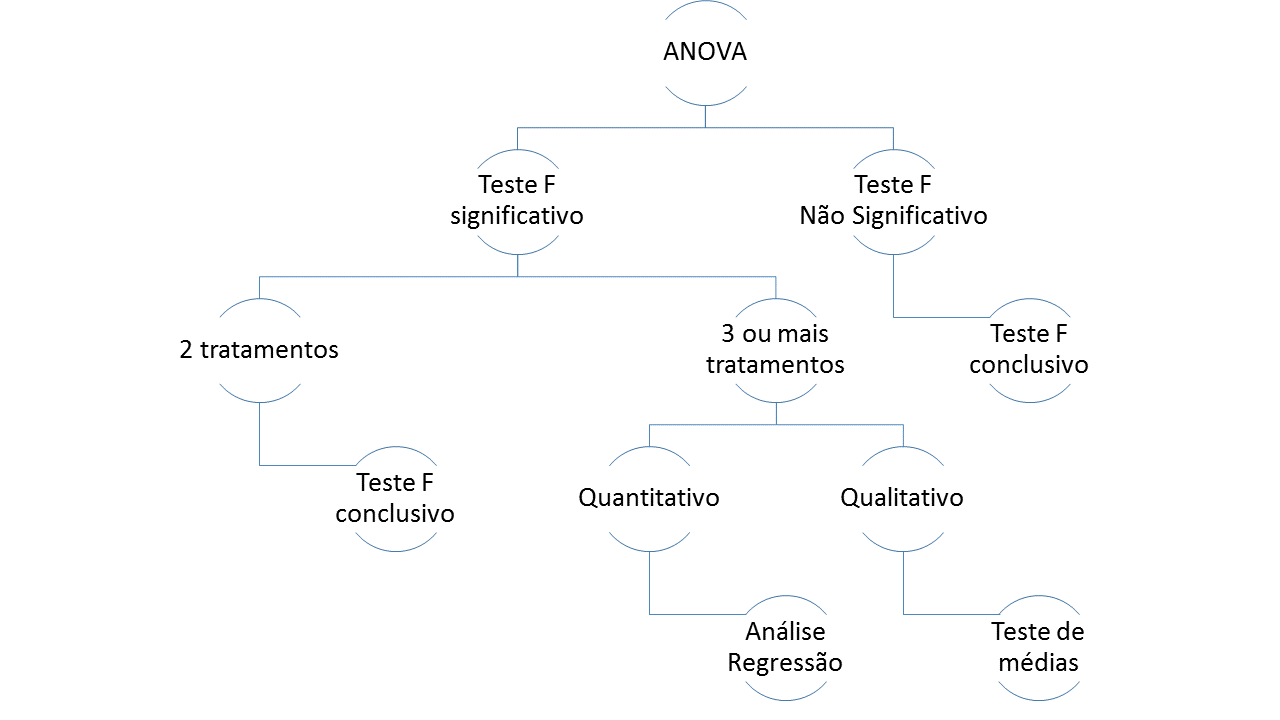 ANOVA
Teste F
significativo
Teste F
Não Significativo
2 tratamentos
3 ou mais
tratamentos
Teste F
conclusivo
Teste F
conclusivo
Quantitativo
Qualitativo
Análise
Regressão
Teste de
médias